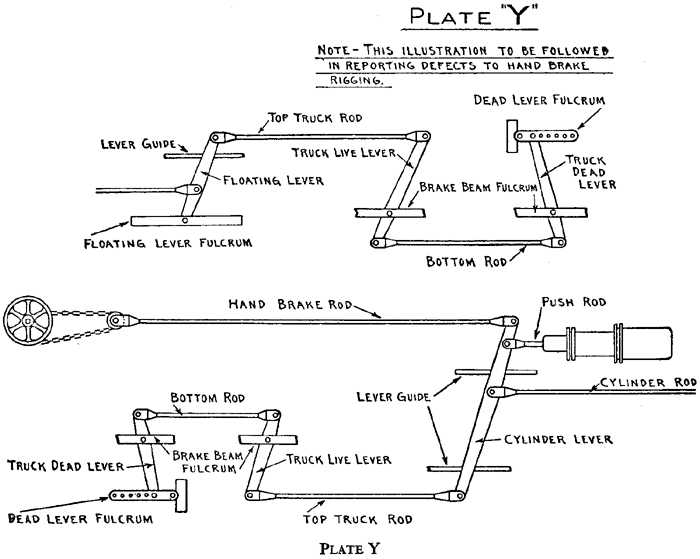 PLATE "Y"
NOTE- THIS ILLUSTRATION TO BE FOLLOWED
IN REPORTING DEFECTS TO HAND BRAKE
RIGGING.
DEAD LEVER FULCRUM
TOP TRUCK ROD
LEVER GUIDE
TRUCK LIVE LEVER
TRUCK
DEAD
LEVER
FLOATING LEVER
BRAKE BEAM FULCRUM
FLOATING LEVER FULCRUM
BOTTOM ROD
HAND BRAKE ROD
PUSH ROD
CYLINDER ROD
BOTTOM ROD
LEVER GUIDE
CYLINDER LEVER
BRAKE BEAM
FULCRUM
TRUCK DEAD LEVER
TRUCK LIVE LEVER
DEAD LEVER FULCRUM
TOP TRUCK ROD
PLATE Y